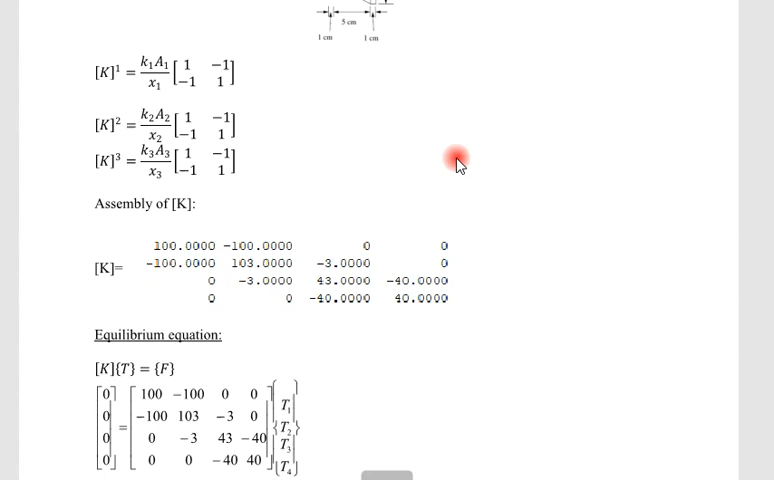 5 cm
1 cm 1 cm
[K]¹ = k₁A₁/x₁ [1 −1; −1 1]
[K]² = k₂A₂/x₂ [1 −1; −1 1]
[K]³ = k₃A₃/x₃ [1 −1; −1 1]
Assembly of [K]:
100.0000 -100.0000 0 0
[K]= -100.0000 103.0000 -3.0000 0
0 -3.0000 43.0000 -40.0000
0 0 -40.0000 40.0000
Equilibrium equation:
[K]{T} = {F}
[0 0 0 0] = [100 −100 0 0
−100 103 −3 0
0 −3 43 −40
0 0 −40 40] {T₁ T₂ T₃ T₄}